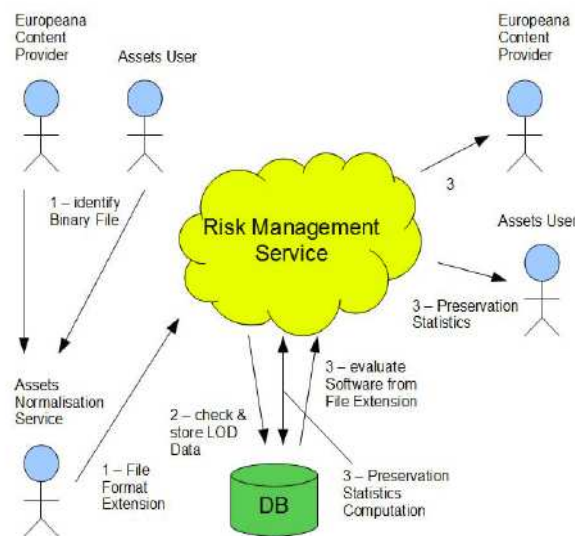 Europeana
Content
Provider
Assets User
Europeana
Content
Provider
1 – identify
Binary File
3
Risk Management
Service
Assets User
3 – Preservation
Statistics
Assets
Normalisation
Service
3 – evaluate
Software from
File Extension
2 – check &
store LOD
Data
1 – File
Format
Extension
3 – Preservation
Statistics
Computation
DB